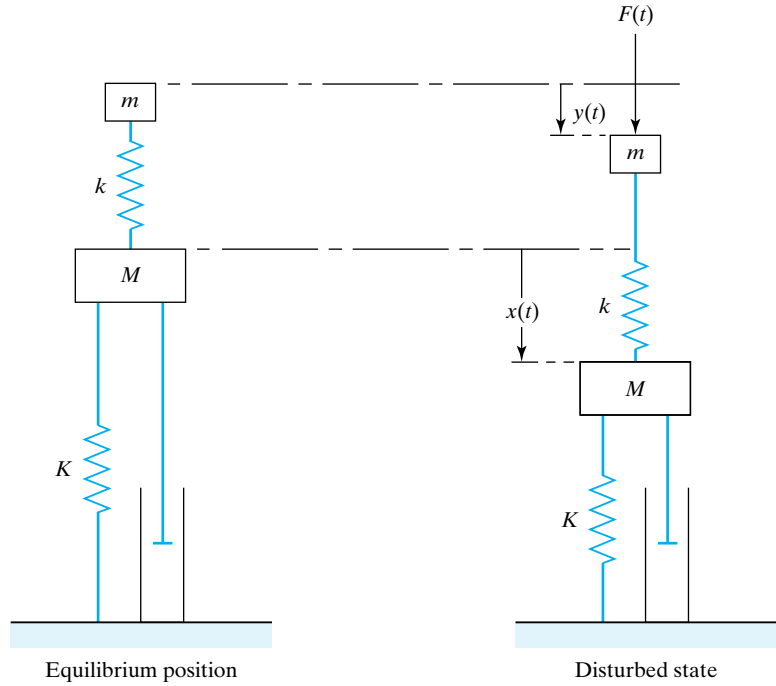 F(t)
m
y(t)
m
k
M
x(t)
k
M
K
K
Equilibrium position
Disturbed state